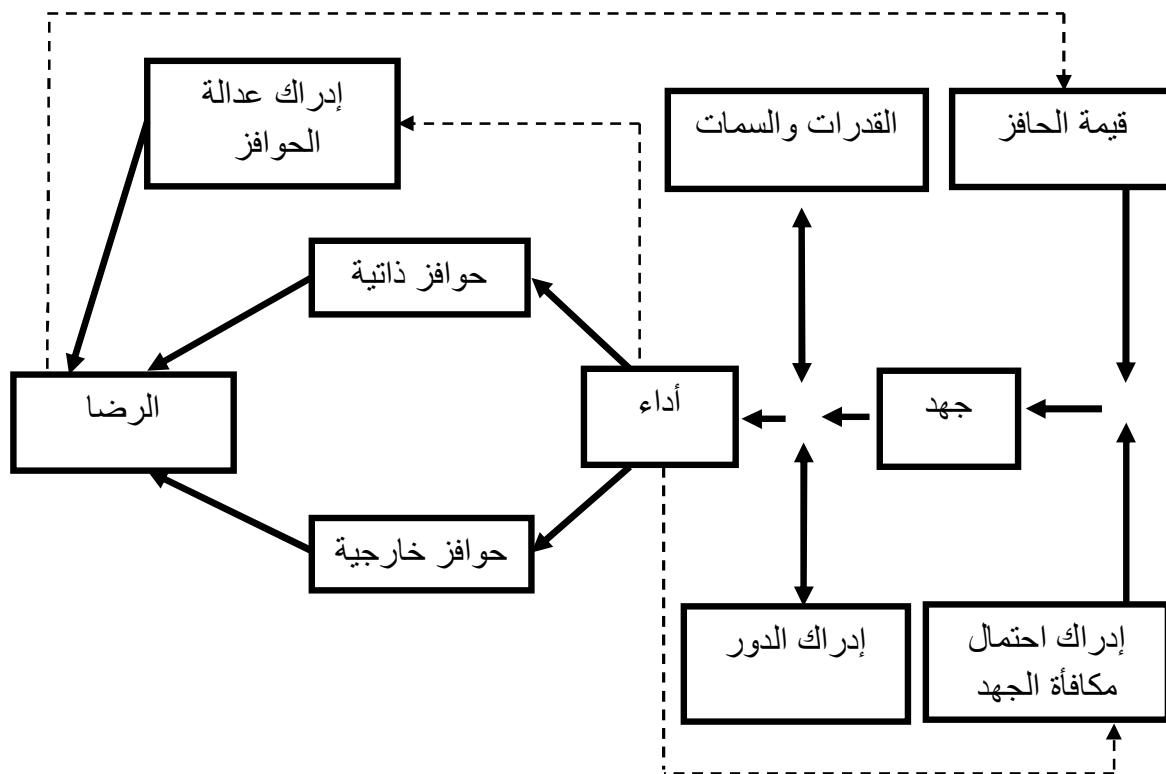 قيمة الحافز
القدرات والسمات
إدراك عدالة
الحوافز
حوافز ذاتية
جهد
أداء
الرضا
حوافز خارجية
إدراك احتمال
مكافأة الجهد
إدراك الدور